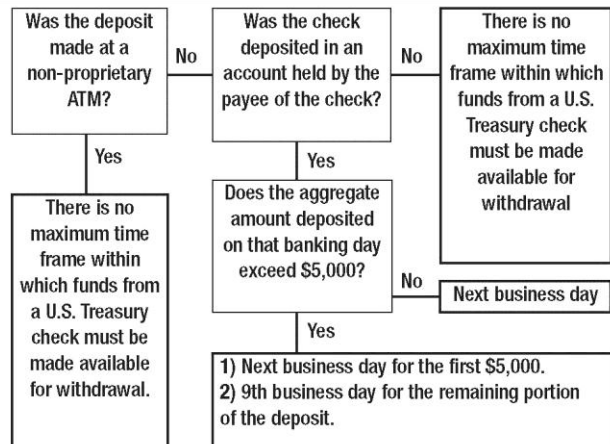 Was the deposit
made at a
non-proprietary
ATM?
No
Was the check
deposited in an
account held by the
payee of the check?
No
There is no
maximum time
frame within which
funds from a U.S.
Treasury check
must be made
available for
withdrawal
Yes
There is no
maximum time
frame within
which funds from
a U.S. Treasury
check must be
made available
for withdrawal.
Yes
Does the aggregate
amount deposited
on that banking day
exceed $5,000?
No
Next business day
Yes
1) Next business day for the first $5,000.
2) 9th business day for the remaining portion
of the deposit.